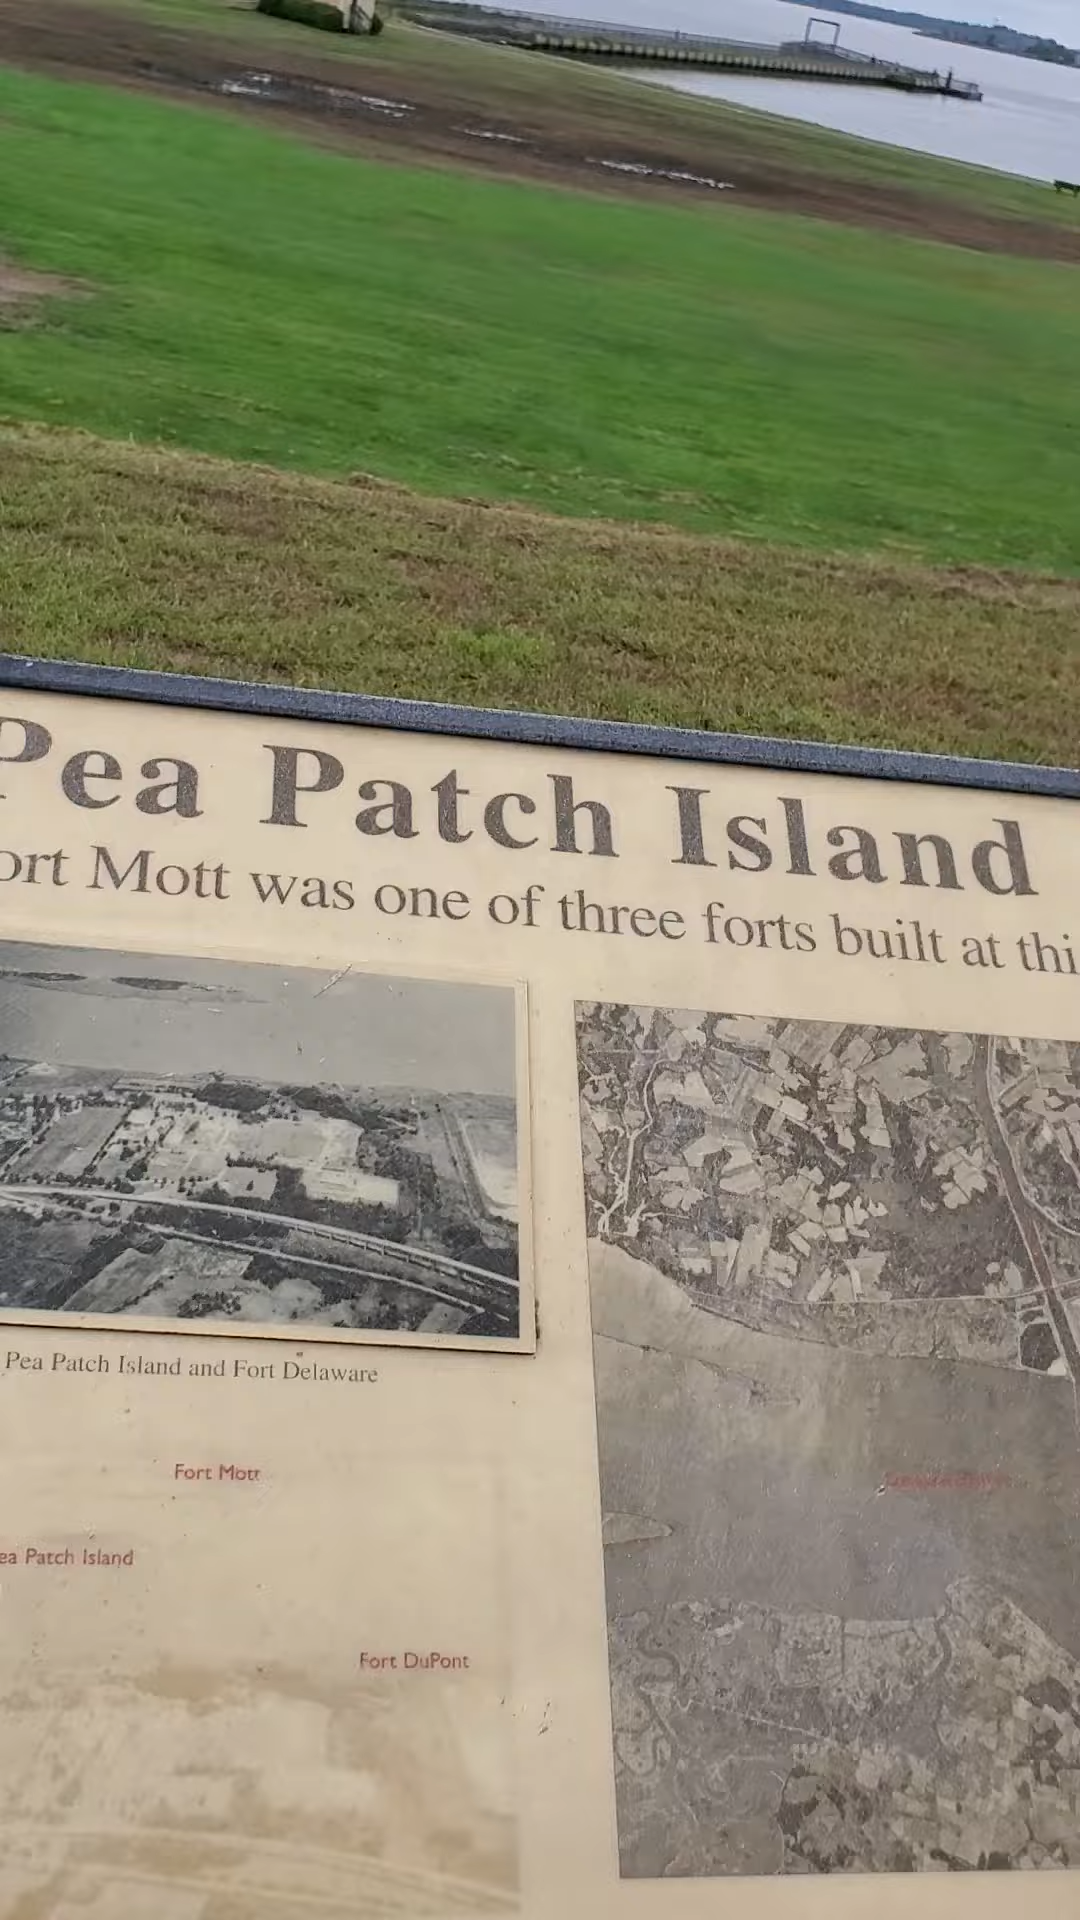 Pea Patch Island
ort Mott was one of three forts built at thi
Pea Patch Island and Fort Delaware
Fort Mott
ea Patch Island
Fort DuPont